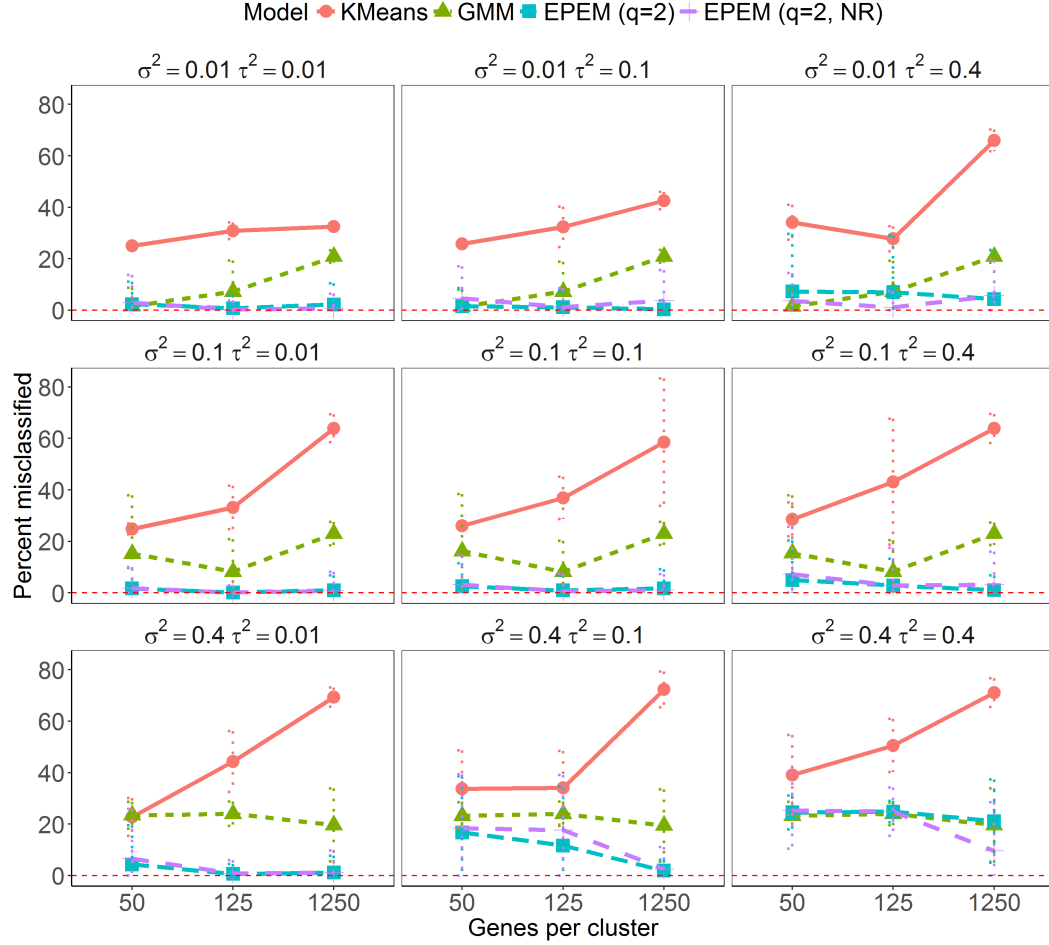 Model KMeans GMM EPEM (q=2) EPEM (q=2, NR)
σ² = 0.01 τ² = 0.01
σ² = 0.01 τ² = 0.1
σ² = 0.01 τ² = 0.4
80
60
40
20
0
σ² = 0.1 τ² = 0.01
σ² = 0.1 τ² = 0.1
σ² = 0.1 τ² = 0.4
Percent misclassified
80
60
40
20
0
σ² = 0.4 τ² = 0.01
σ² = 0.4 τ² = 0.1
σ² = 0.4 τ² = 0.4
80
60
40
20
0
50 125 1250
50 125 1250
50 125 1250
Genes per cluster